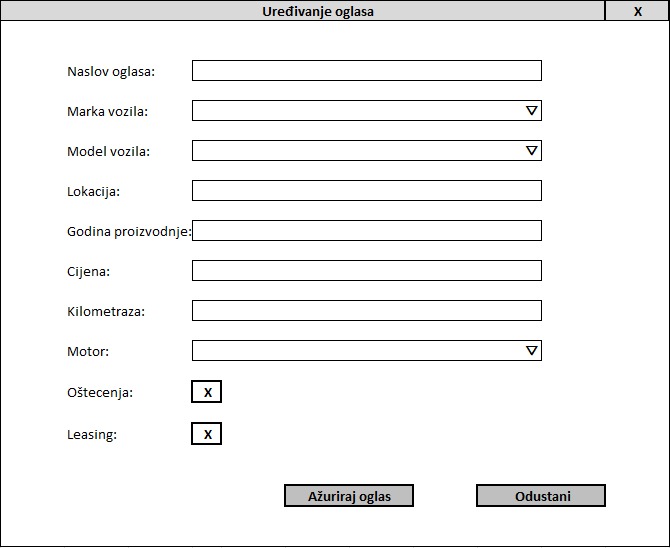 Uređivanje oglasa X
Naslov oglasa:
Marka vozila:
Model vozila:
Lokacija:
Godina proizvodnje:
Cijena:
Kilometraza:
Motor:
Oštecenja: X
Leasing: X
Ažuriraj oglas Odustani